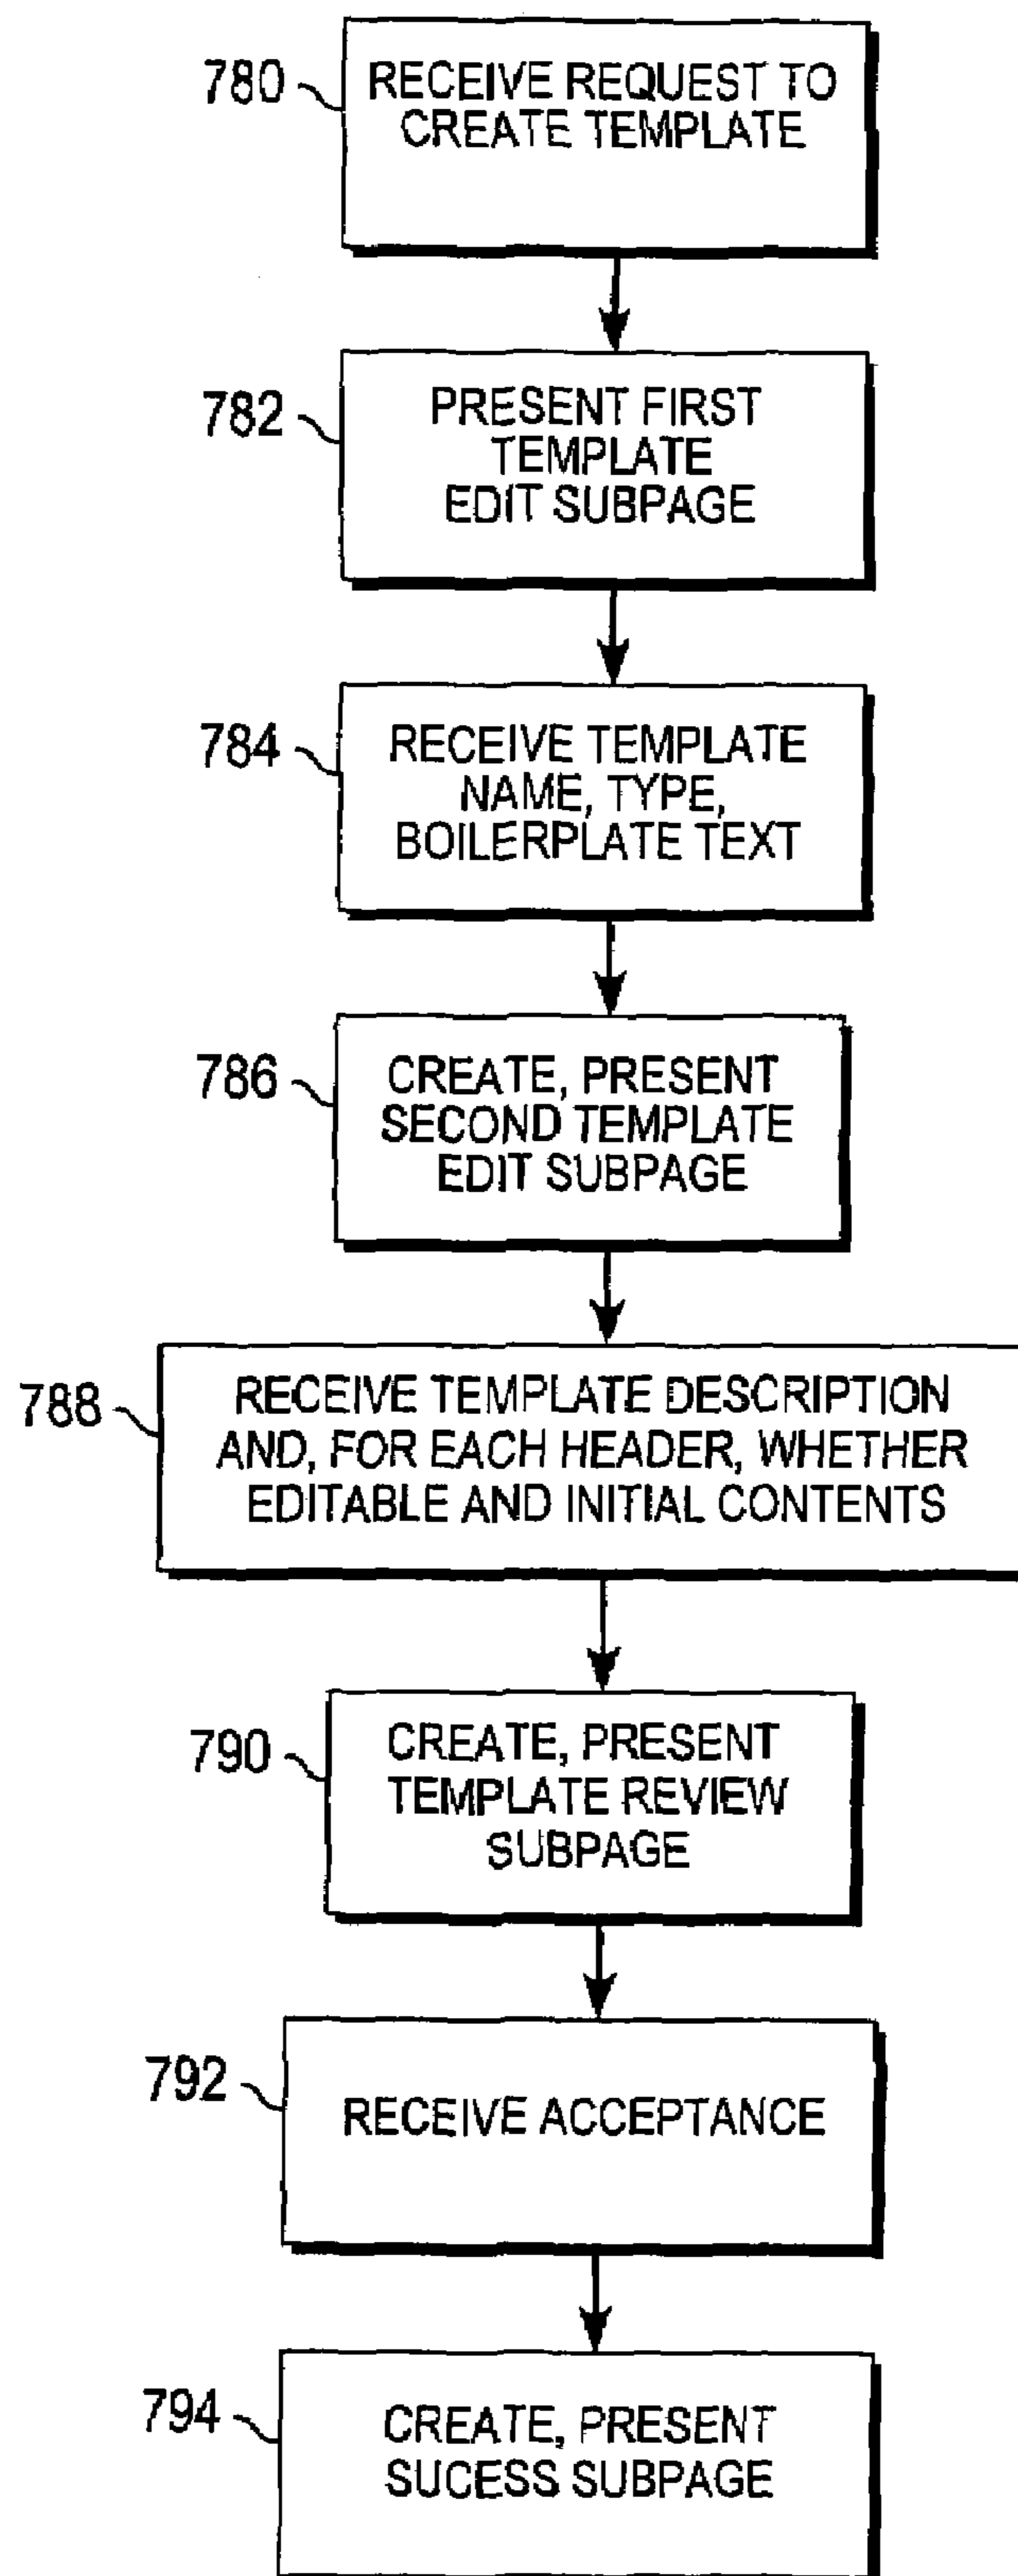 780
RECEIVE REQUEST TO
CREATE TEMPLATE
782
PRESENT FIRST
TEMPLATE
EDIT SUBPAGE
784
RECEIVE TEMPLATE
NAME, TYPE,
BOILERPLATE TEXT
786
CREATE, PRESENT
SECOND TEMPLATE
EDIT SUBPAGE
788
RECEIVE TEMPLATE DESCRIPTION
AND, FOR EACH HEADER, WHETHER
EDITABLE AND INITIAL CONTENTS
790
CREATE, PRESENT
TEMPLATE REVIEW
SUBPAGE
792
RECEIVE ACCEPTANCE
794
CREATE, PRESENT
SUCESS SUBPAGE